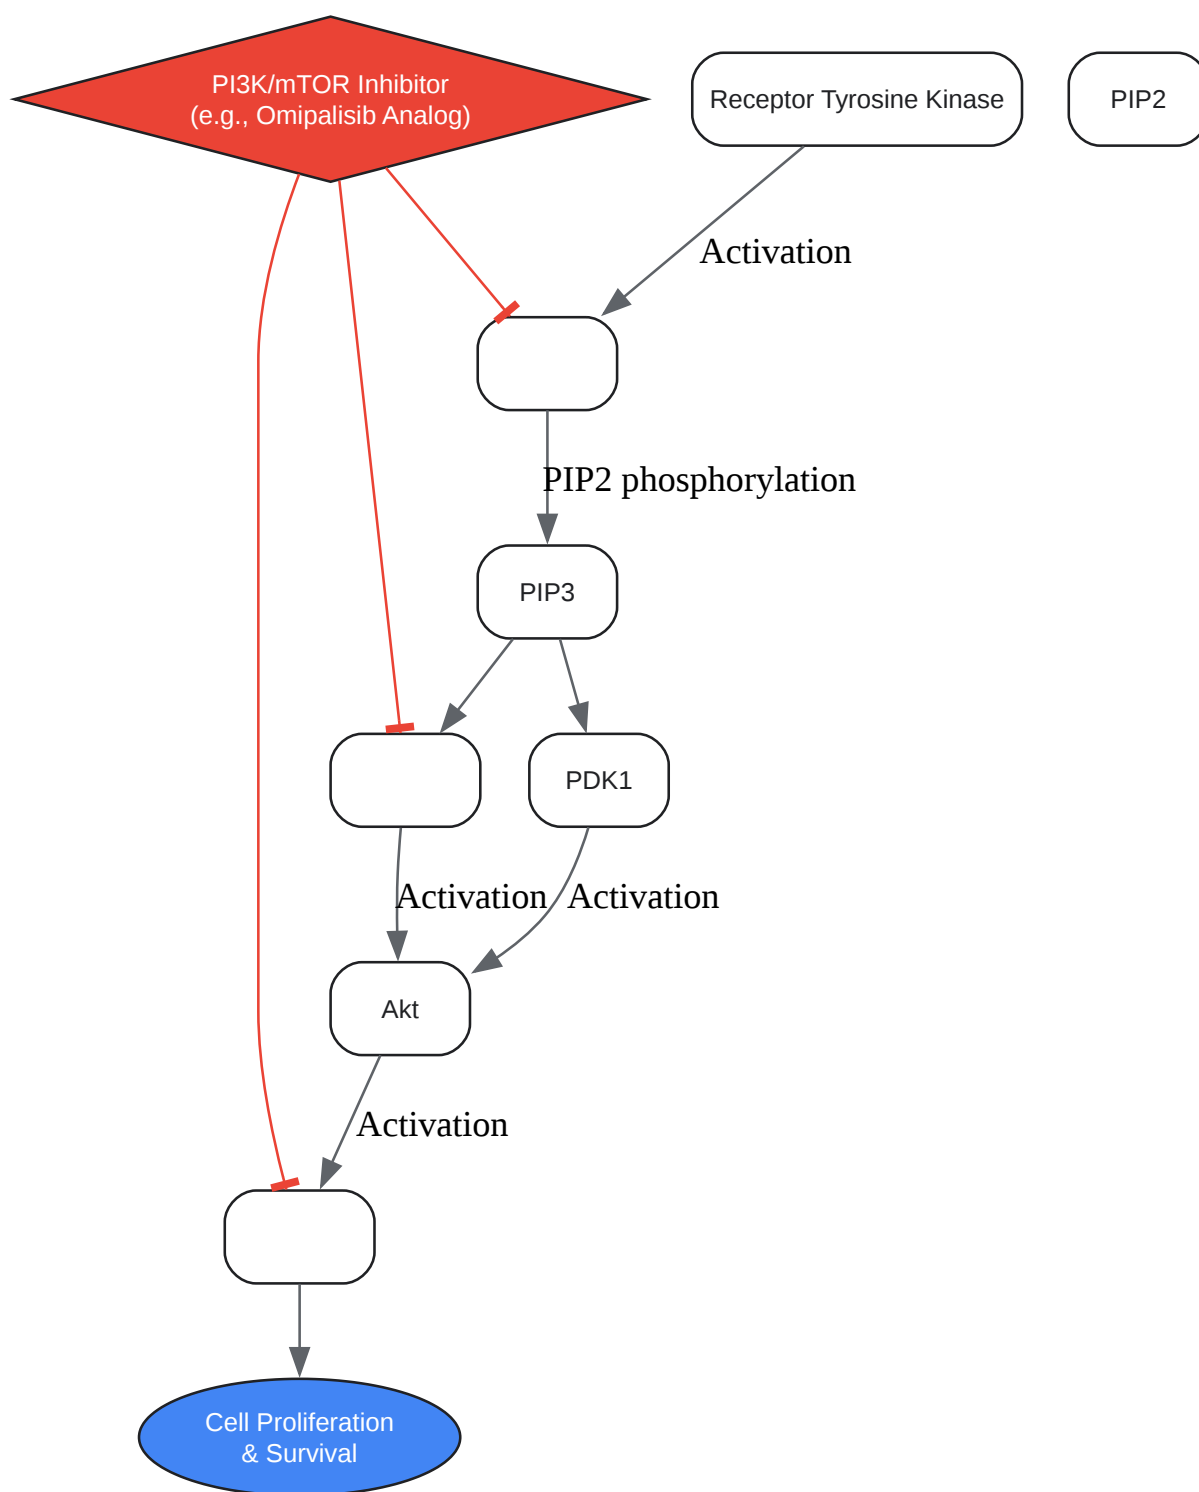 PI3K/mTOR Inhibitor
(e.g., Omipalisib Analog)
Receptor Tyrosine Kinase
PIP2
Activation
PIP2 phosphorylation
PIP3
PDK1
Activation
Activation
Akt
Activation
Cell Proliferation
& Survival